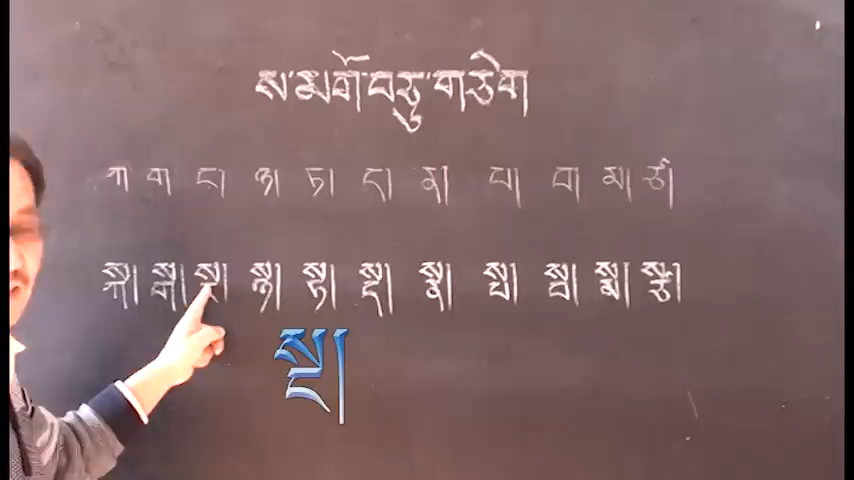 ས་མགོ་བཅུ་གཅིག
ཀ ག ང། ཉ། ཏ། ད། ན། པ། བ། མ། ཙ།
སྐ། སྒ། སྔ། སྙ། སྟ། སྡ། སྣ། སྤ། སྦ། སྨ། སྩ།
སྔ།